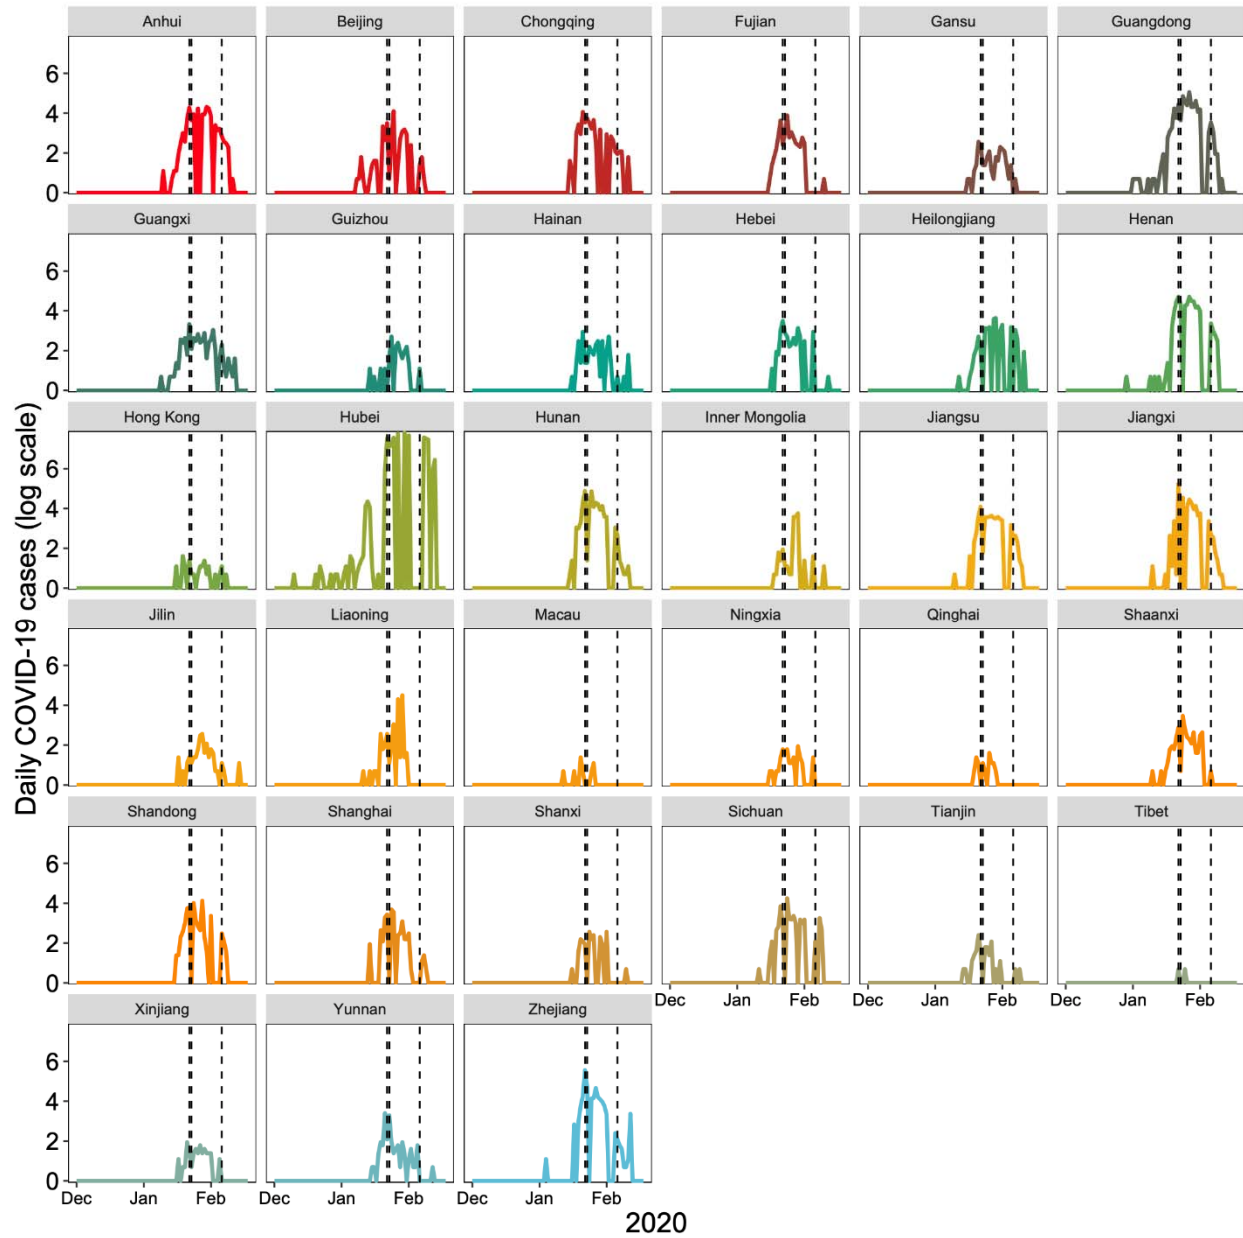 Anhui Beijing Chongqing Fujian Gansu Guangdong
6
4
2
0
Guangxi Guizhou Hainan Hebei Heilongjiang Henan
6
4
2
0
Hong Kong Hubei Hunan Inner Mongolia Jiangsu Jiangxi
6
4
2
0
Daily COVID-19 cases (log scale)
Jilin Liaoning Macau Ningxia Qinghai Shaanxi
6
4
2
0
Shandong Shanghai Shanxi Sichuan Tianjin Tibet
6
4
2
0
Dec Jan Feb Dec Jan Feb Dec Jan Feb
Xinjiang Yunnan Zhejiang
6
4
2
0
Dec Jan Feb Dec Jan Feb Dec Jan Feb
2020